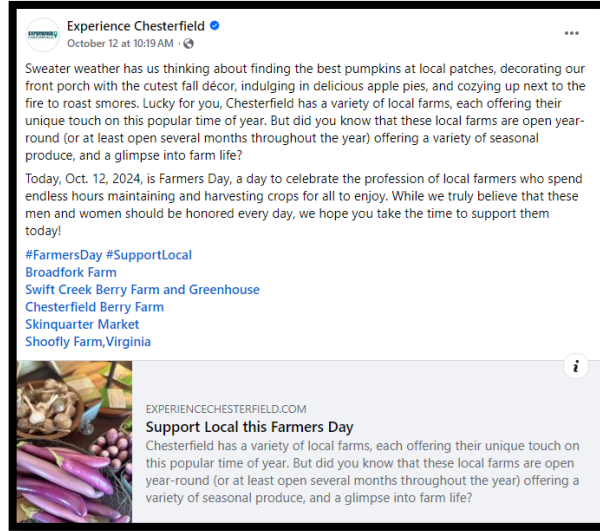 EXPERIENCE
CHESTERFIELD
Experience Chesterfield
October 12 at 10:19 AM ·
Sweater weather has us thinking about finding the best pumpkins at local patches, decorating our
front porch with the cutest fall décor, indulging in delicious apple pies, and cozying up next to the
fire to roast smores. Lucky for you, Chesterfield has a variety of local farms, each offering their
unique touch on this popular time of year. But did you know that these local farms are open year-
round (or at least open several months throughout the year) offering a variety of seasonal
produce, and a glimpse into farm life?
Today, Oct. 12, 2024, is Farmers Day, a day to celebrate the profession of local farmers who spend
endless hours maintaining and harvesting crops for all to enjoy. While we truly believe that these
men and women should be honored every day, we hope you take the time to support them
today!
#FarmersDay #SupportLocal
Broadfork Farm
Swift Creek Berry Farm and Greenhouse
Chesterfield Berry Farm
Skinquarter Market
Shoofly Farm,Virginia
EXPERIENCECHESTERFIELD.COM
Support Local this Farmers Day
Chesterfield has a variety of local farms, each offering their unique touch on
this popular time of year. But did you know that these local farms are open
year-round (or at least open several months throughout the year) offering a
variety of seasonal produce, and a glimpse into farm life?